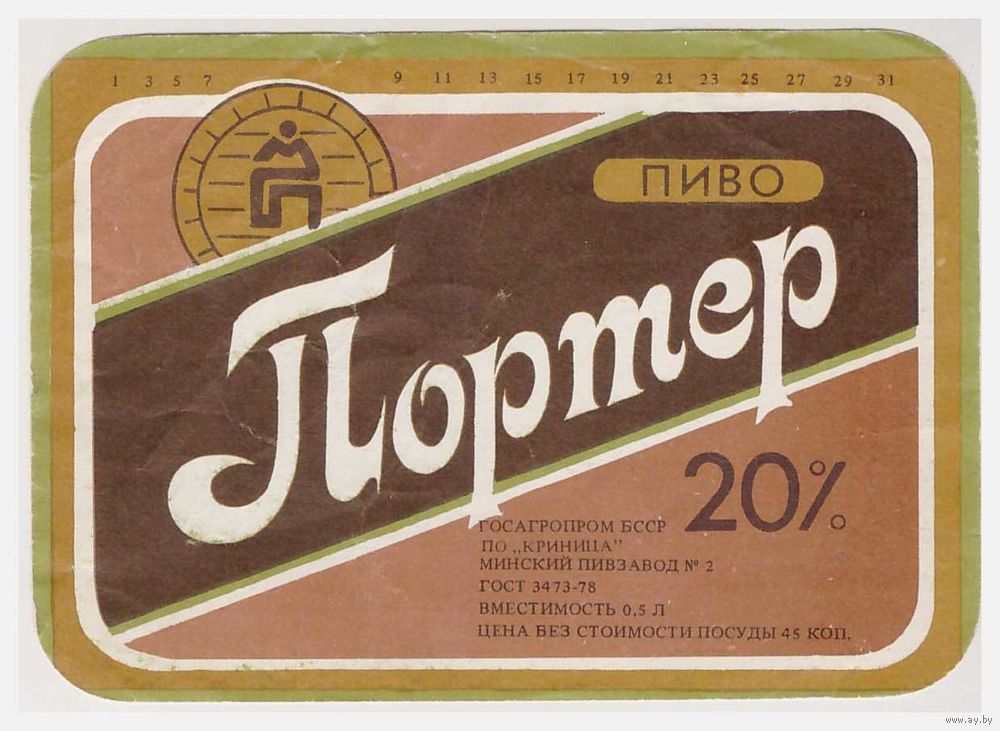 1 3 5 7 9 11 13 15 17 19 21 23 25 27 29 31
ПИВО
Портер
20%
ГОСАГРОПРОМ БССР
ПО „КРИНИЦА”
МИНСКИЙ ПИВЗАВОД № 2
ГОСТ 3473-78
ВМЕСТИМОСТЬ 0,5 Л
ЦЕНА БЕЗ СТОИМОСТИ ПОСУДЫ 45 КОП.
www.ay.by